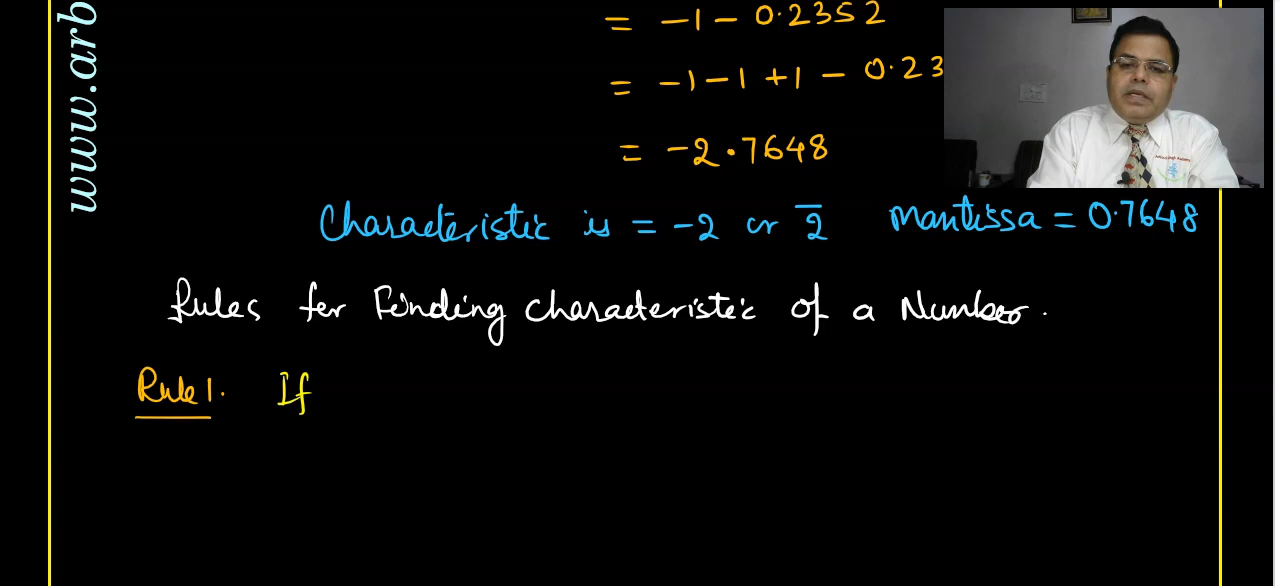 www.arb
= -1 - 0.2352
= -1 - 1 + 1 - 0.23
= -2.7648
Characteristic is = -2 or 2̅ Mantissa = 0.7648
Rules for Finding Characteristic of a Number.
Rule 1. If